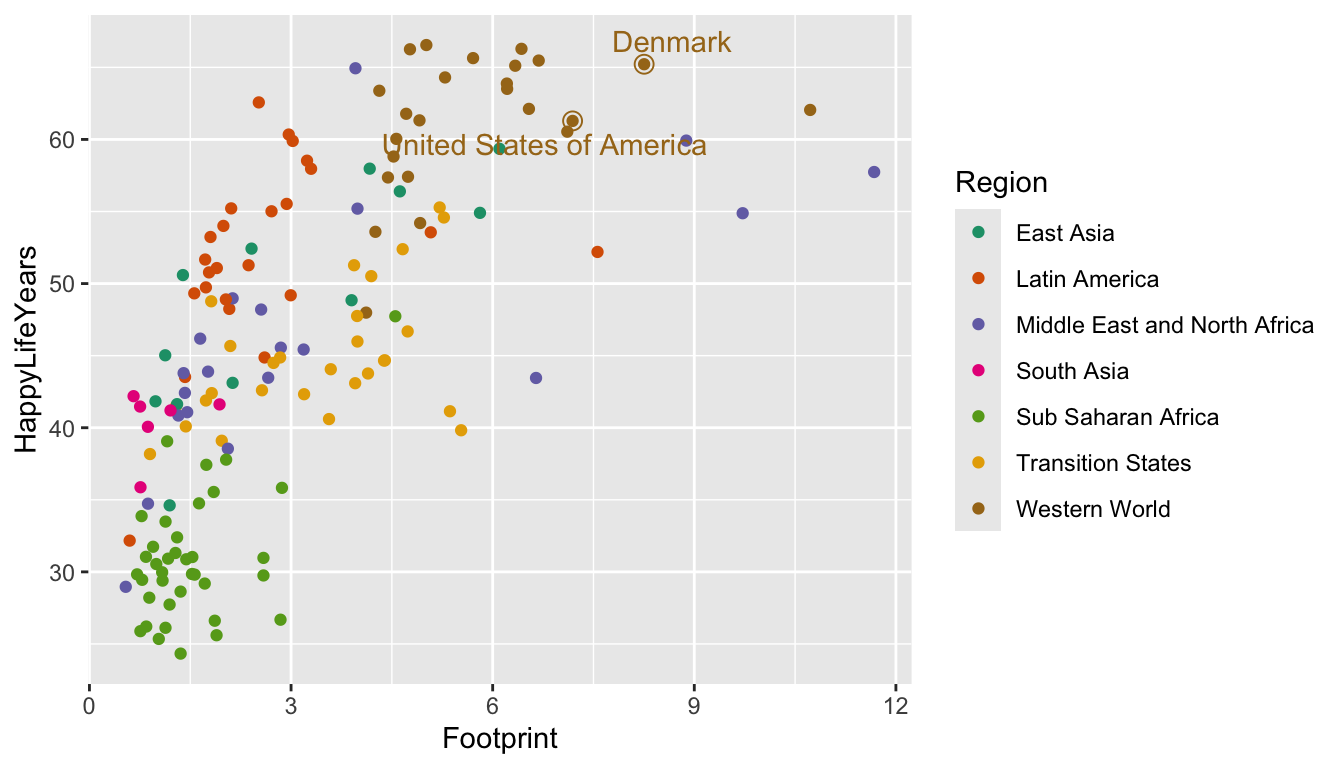 Denmark
United States of America
HappyLifeYears
60
50
40
30
0 3 6 9 12
Footprint
Region
East Asia
Latin America
Middle East and North Africa
South Asia
Sub Saharan Africa
Transition States
Western World